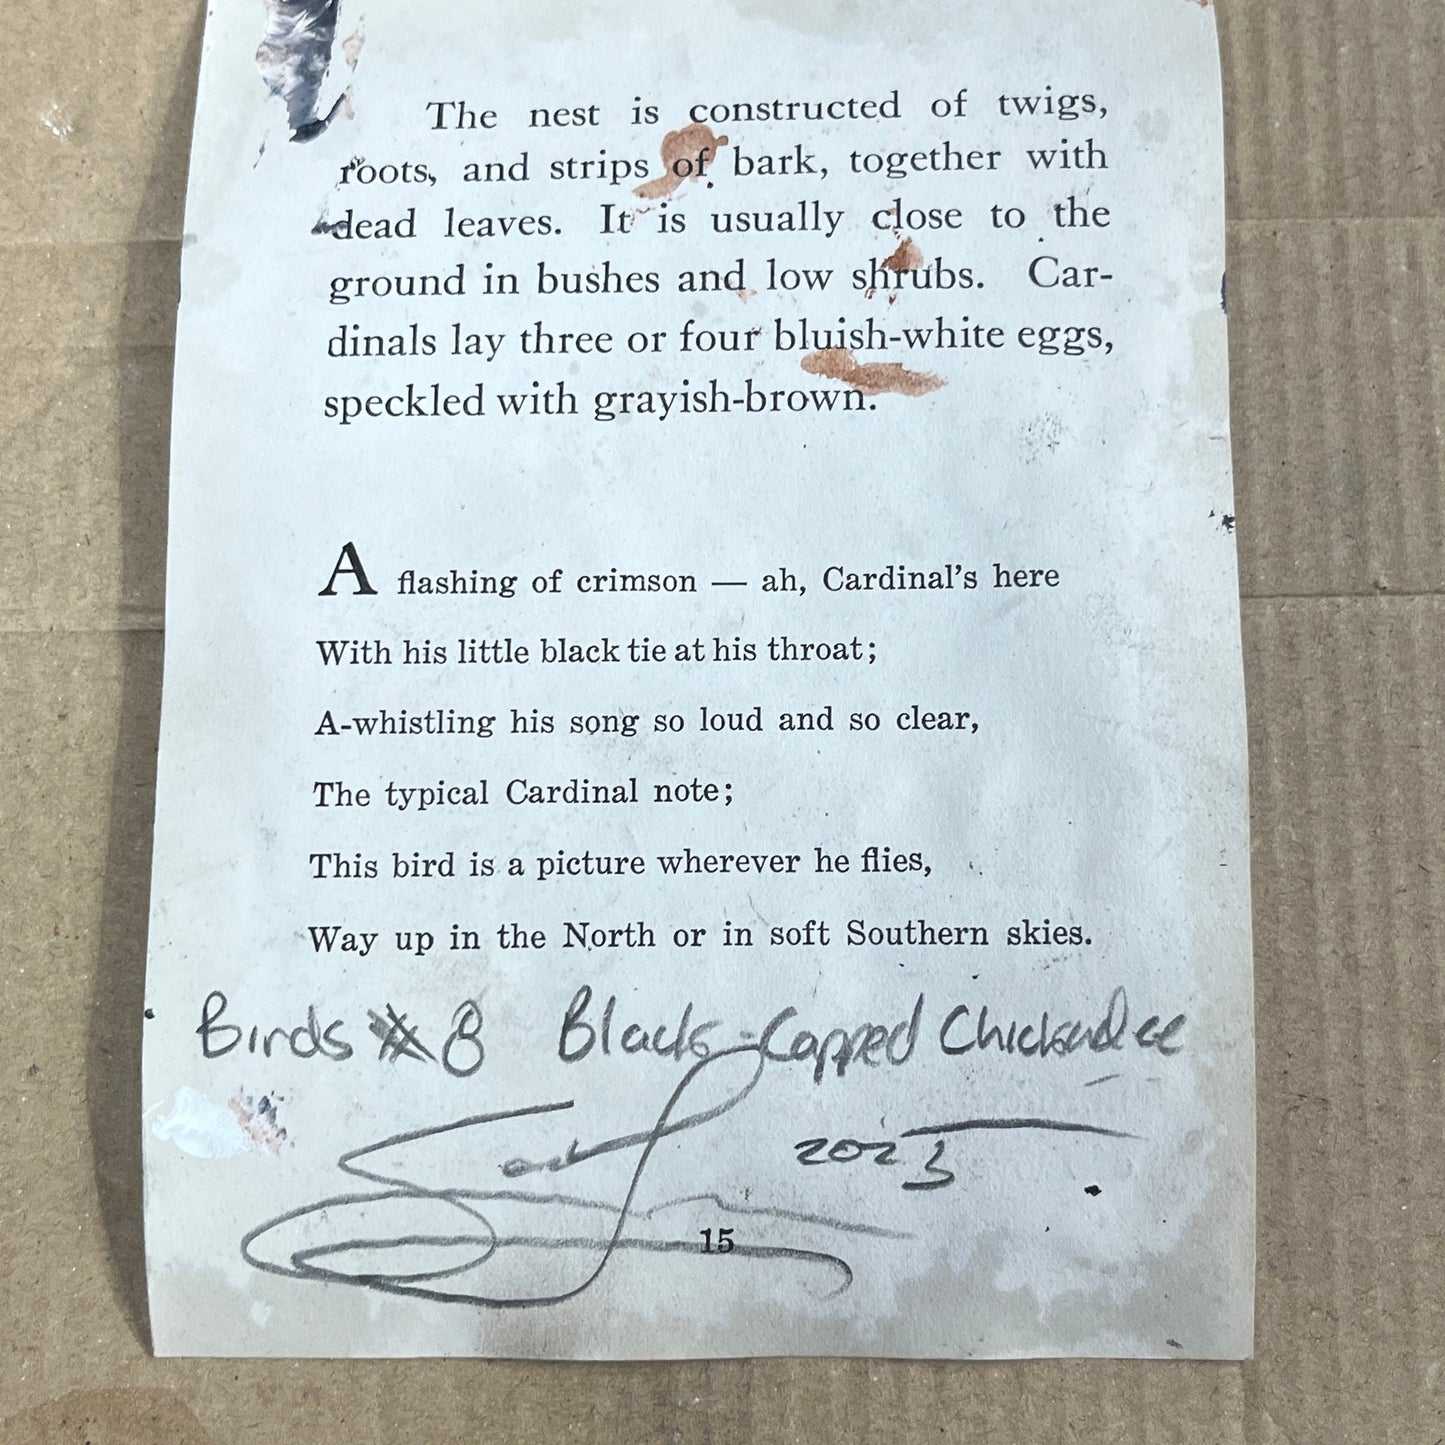 The nest is constructed of twigs,
roots, and strips of bark, together with
dead leaves. It is usually close to the
ground in bushes and low shrubs. Car-
dinals lay three or four bluish-white eggs,
speckled with grayish-brown.
A flashing of crimson — ah, Cardinal's here
With his little black tie at his throat;
A-whistling his song so loud and so clear,
The typical Cardinal note;
This bird is a picture wherever he flies,
Way up in the North or in soft Southern skies.
Birds # 8 Black-Capped Chickadee
2023
15